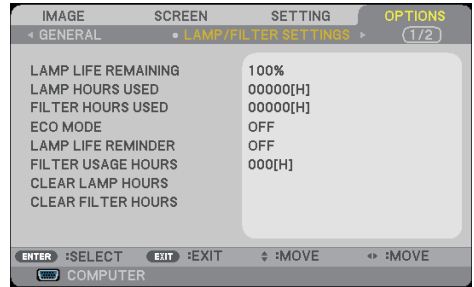 IMAGE SCREEN SETTING OPTIONS
◂ GENERAL • LAMP/FILTER SETTINGS ▸ (1/2)
LAMP LIFE REMAINING 100%
LAMP HOURS USED 00000[H]
FILTER HOURS USED 00000[H]
ECO MODE OFF
LAMP LIFE REMINDER OFF
FILTER USAGE HOURS 000[H]
CLEAR LAMP HOURS
CLEAR FILTER HOURS
ENTER :SELECT EXIT :EXIT ♦ :MOVE ◂▸ :MOVE
COMPUTER